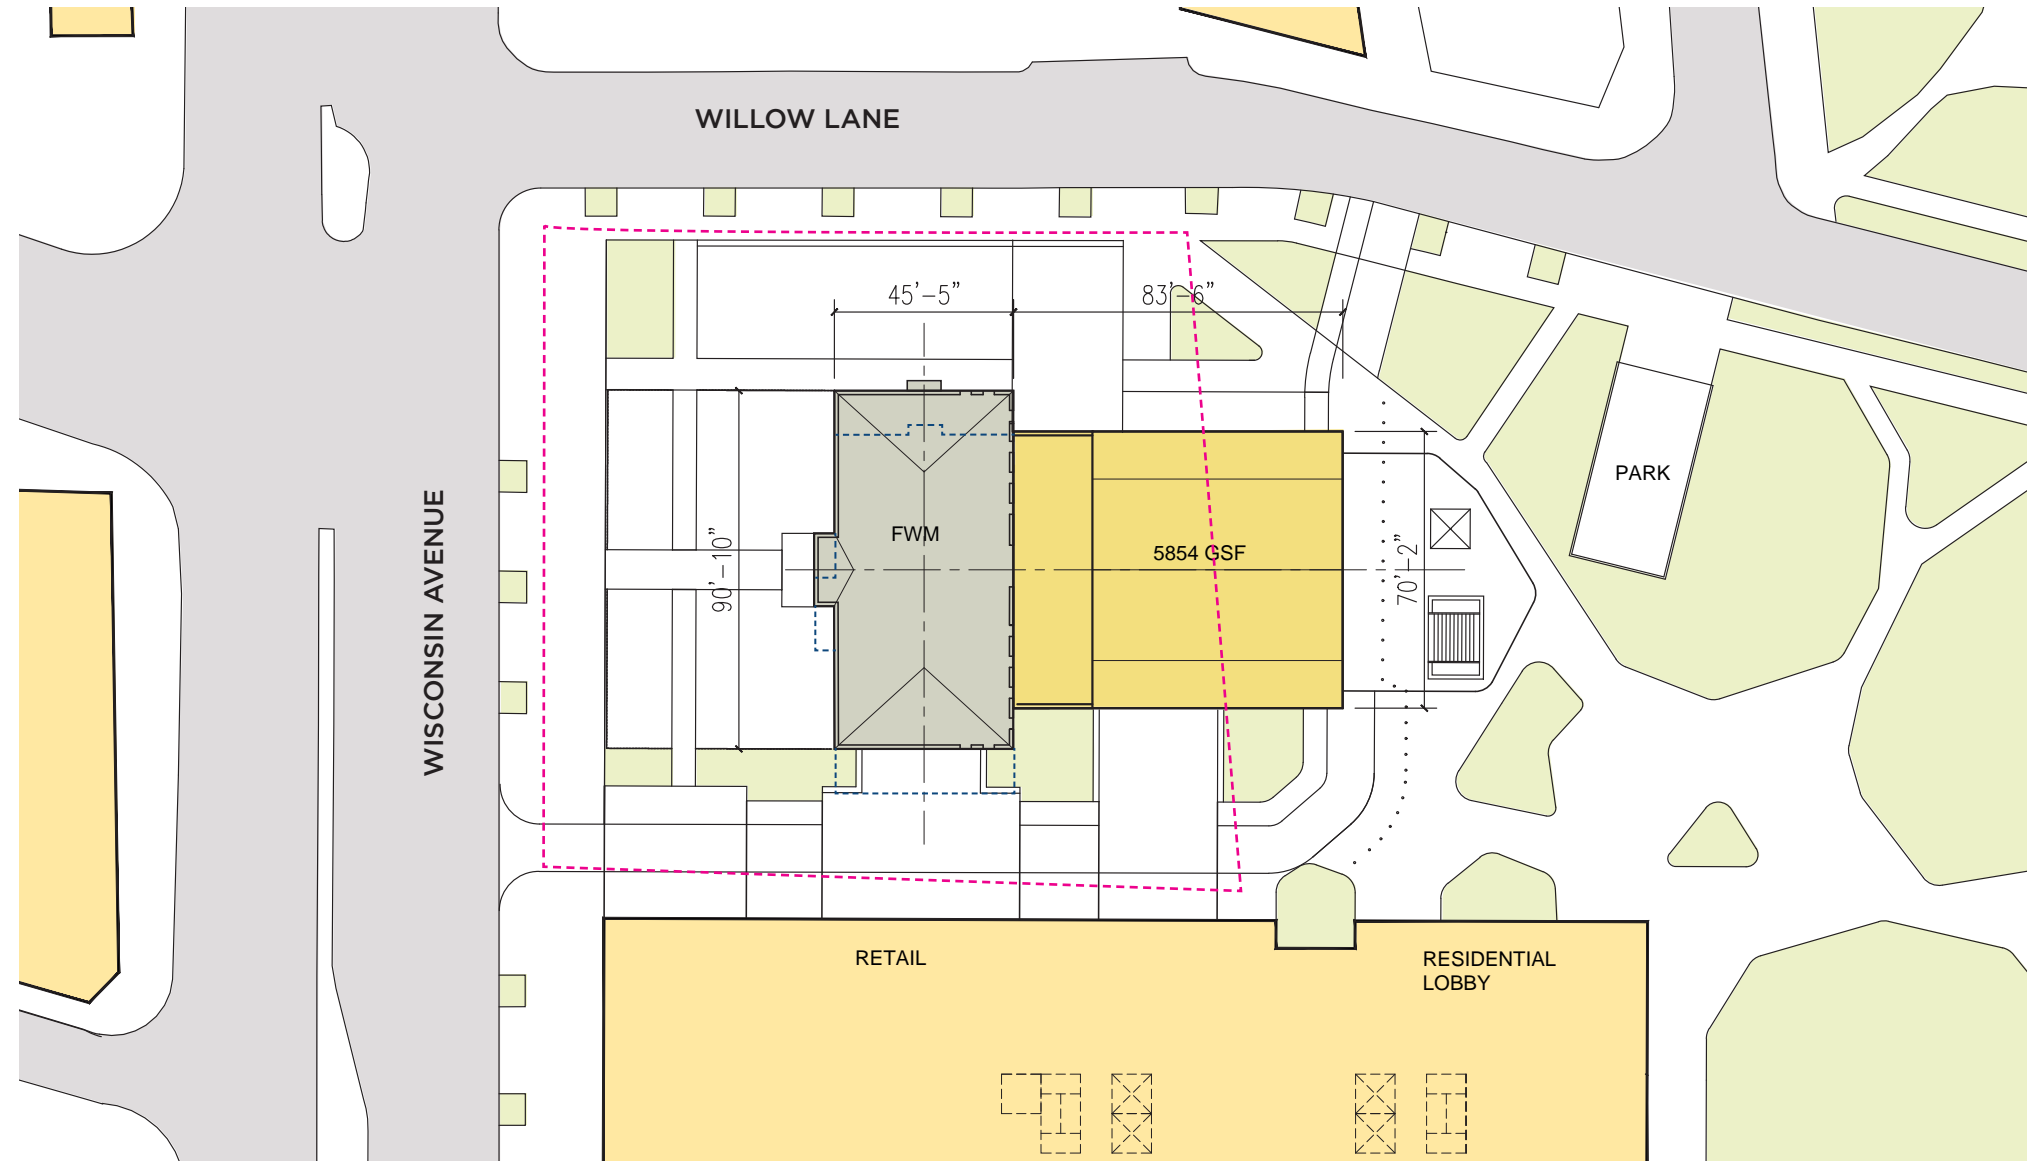 WILLOW LANE
45’–5”
83’–6”
PARK
WISCONSIN AVENUE
FWM
90’–10”
5854 GSF
70’–2”
RETAIL
RESIDENTIAL
LOBBY